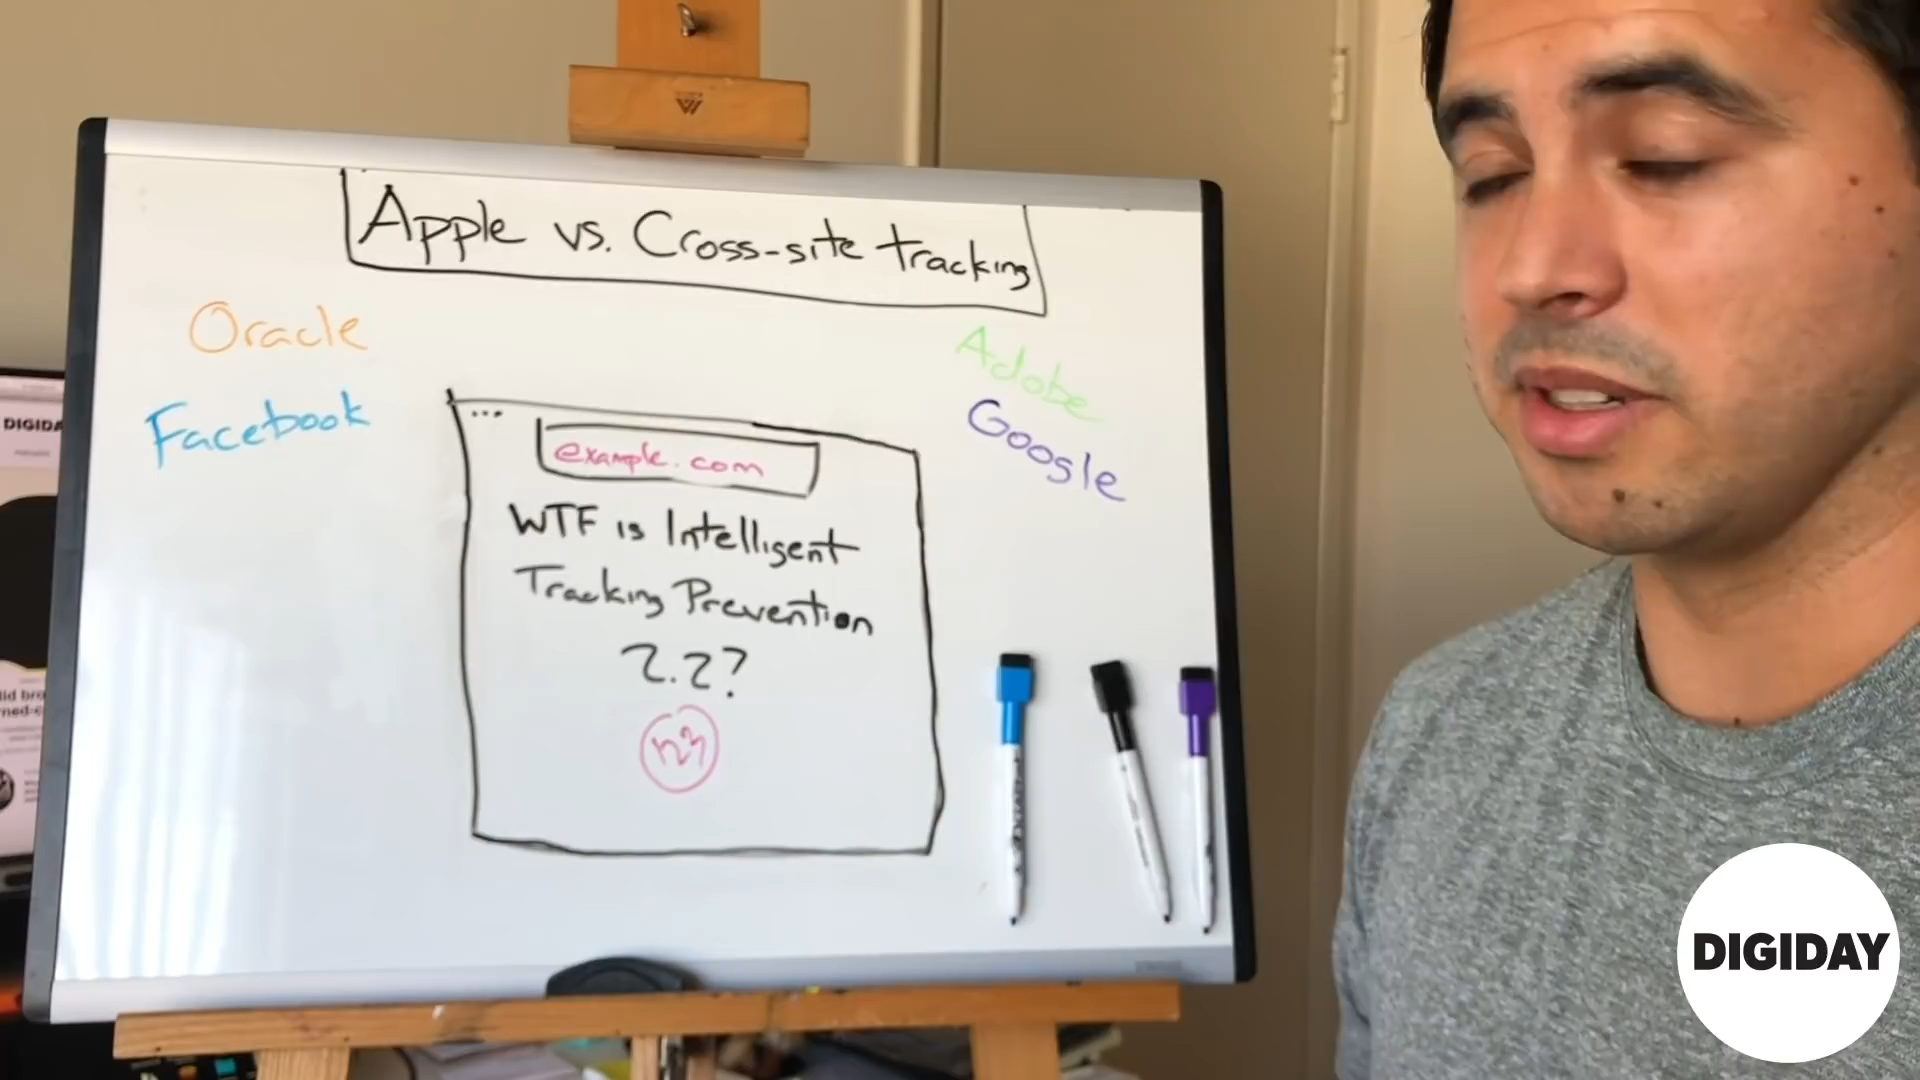 Apple vs. Cross-site tracking
Oracle
Adobe
Facebook
Google
...
example.com
WTF is Intelligent
Tracking Prevention
2.2?
DIGIDA
DIGIDAY